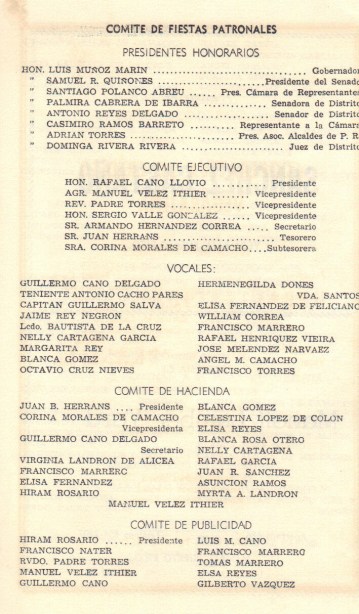 COMITE DE FIESTAS PATRONALES
PRESIDENTES HONORARIOS
HON. LUIS MUÑOZ MARIN .............................. Gobernador
" SAMUEL R. QUIÑONES ...................Presidente del Senado
" SANTIAGO POLANCO ABREU ...... Pres. Cámara de Representantes
" PALMIRA CABRERA DE IBARRA ............... Senadora de Distrito
" ANTONIO REYES DELGADO ................. Senador de Distrito
" CASIMIRO RAMOS BARRETO ......... Representante a la Cámara
" ADRIAN TORRES ..................... Pres. Asoc. Alcaldes de P. R.
" DOMINGA RIVERA RIVERA ....................... Juez de Distrito
COMITE EJECUTIVO
HON. RAFAEL CANO LLOVIO ............ Presidente
AGR. MANUEL VELEZ ITHIER ....... Vicepresidente
REV. PADRE TORRES ................ Vicepresidente
HON. SERGIO VALLE GONZALEZ ...... Vicepresidente
SR. ARMANDO HERNANDEZ CORREA ..... Secretario
SR. JUAN HERRANS .................... Tesorero
SRA. CORINA MORALES DE CAMACHO....Subtesorera
VOCALES:
GUILLERMO CANO DELGADO
TENIENTE ANTONIO CACHO PARES
CAPITAN GUILLERMO SALVA
JAIME REY NEGRON
Lcdo. BAUTISTA DE LA CRUZ
NELLY CARTAGENA GARCIA
MARGARITA REY
BLANCA GOMEZ
OCTAVIO CRUZ NIEVES
HERMENEGILDA DONES
VDA. SANTOS
ELISA FERNANDEZ DE FELICIANO
WILLIAM CORREA
FRANCISCO MARRERO
RAFAEL HENRIQUEZ VIEIRA
JOSE MELENDEZ NARVAEZ
ANGEL M. CAMACHO
FRANCISCO TORRES
COMITE DE HACIENDA
JUAN B. HERRANS .... Presidente
CORINA MORALES DE CAMACHO
Vicepresidenta
GUILLERMO CANO DELGADO
Secretario
VIRGINIA LANDRON DE ALICEA
FRANCISCO MARRERO
ELISA FERNANDEZ
HIRAM ROSARIO
BLANCA GOMEZ
CELESTINA LOPEZ DE COLON
ELISA REYES
BLANCA ROSA OTERO
NELLY CARTAGENA
RAFAEL GARCIA
JUAN R. SANCHEZ
ASUNCION RAMOS
MYRTA A. LANDRON
MANUEL VELEZ ITHIER
COMITE DE PUBLICIDAD
HIRAM ROSARIO ...... Presidente
FRANCISCO NATER
RVDO. PADRE TORRES
MANUEL VELEZ ITHIER
GUILLERMO CANO
LUIS M. CANO
FRANCISCO MARRERO
TOMAS MARRERO
ELSA REYES
GILBERTO VAZQUEZ